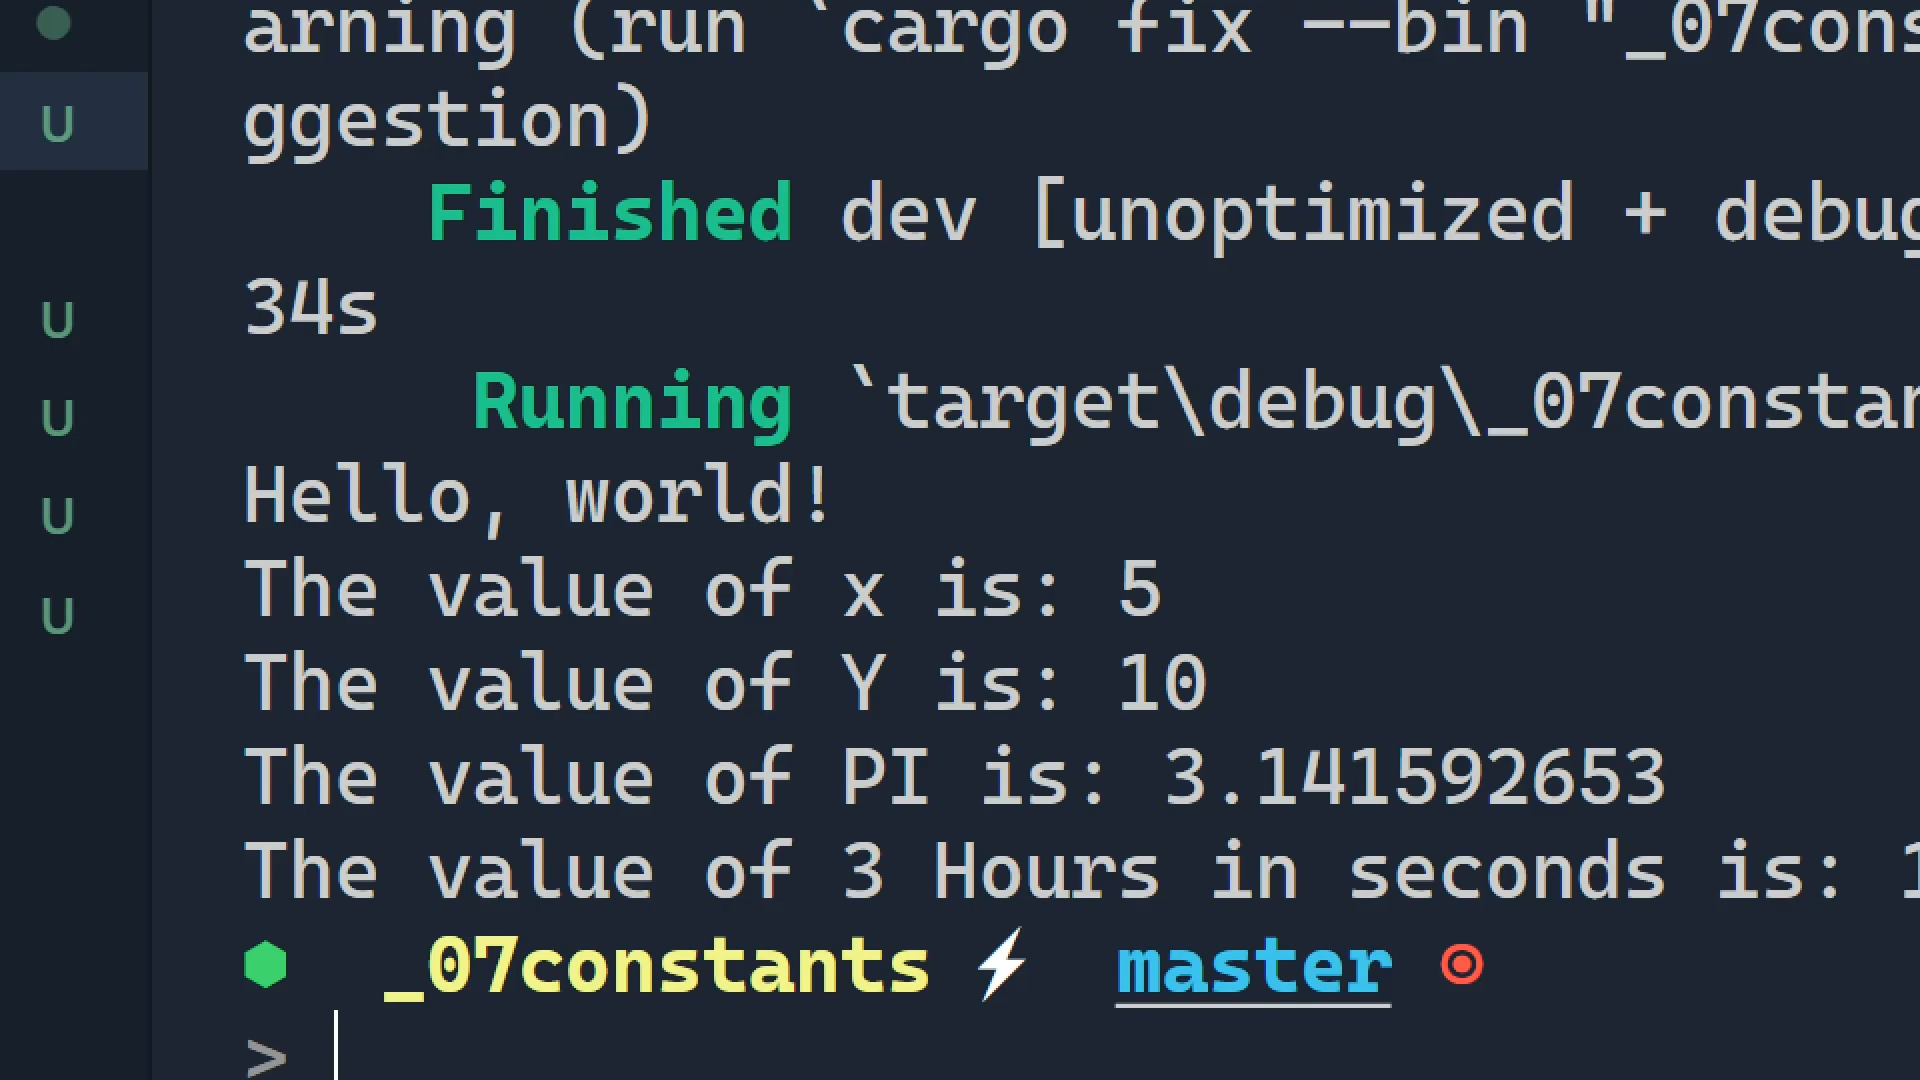 arning (run `cargo fix --bin "_07cons
U
ggestion)
Finished dev [unoptimized + debug
34s
U
Running `target\debug\_07constan
U
Hello, world!
U
The value of x is: 5
U
The value of Y is: 10
The value of PI is: 3.141592653
The value of 3 Hours in seconds is: 1
_07constants ⚡ master
>